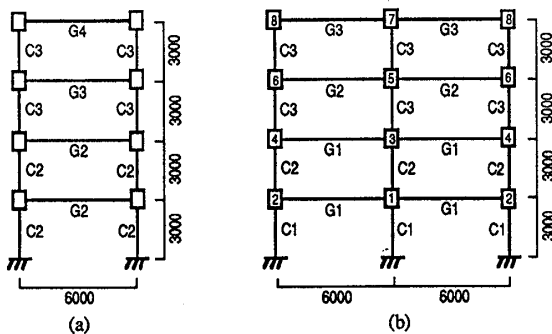 G4
C3 C3
3000
G3
C3 C3
3000
G2
C2 C2
3000
G2
C2 C2
3000
6000
(a)
8 G3 7 G3 8
C3 C3 C3
3000
6 G2 5 G2 6
C3 C3 C3
3000
4 G1 3 G1 4
C2 C2 C2
3000
2 G1 1 G1 2
C1 C1 C1
3000
6000 6000
(b)